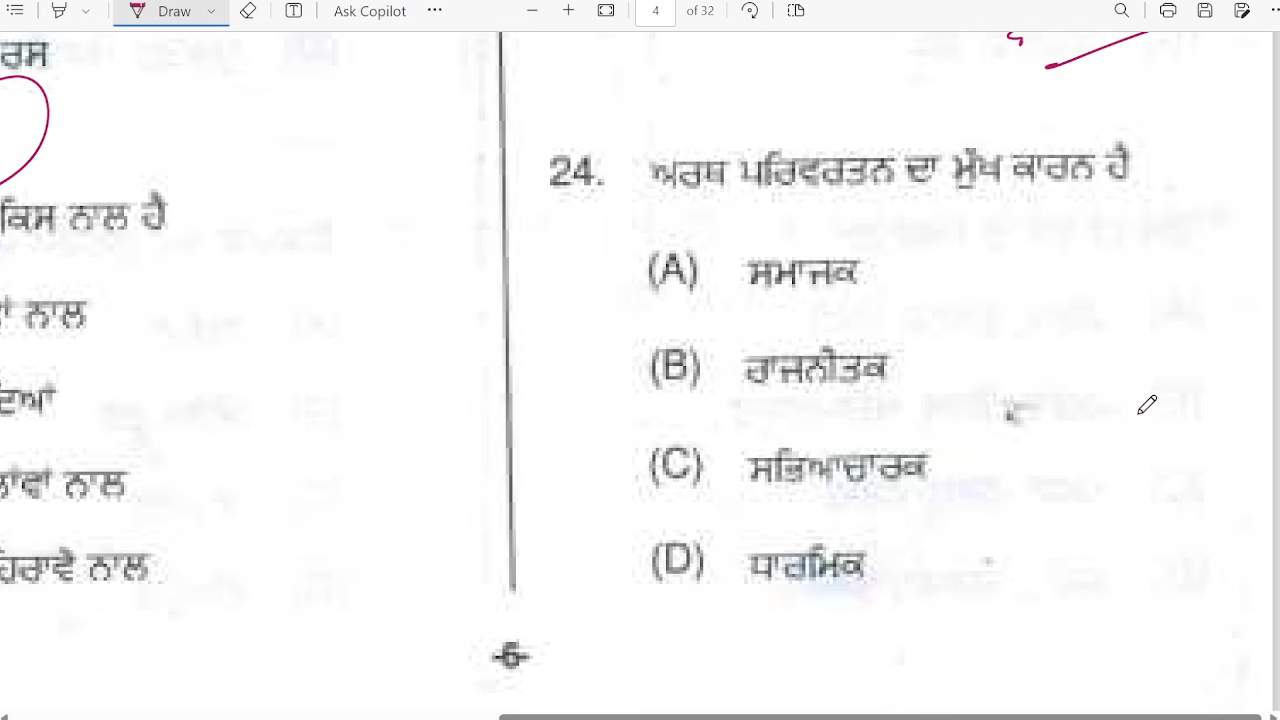 Draw
Ask Copilot
4
of 32
ਰਸ
ਕਿਸ ਨਾਲ ਹੈ
ਨਾਲ
ਨਾਲ
ਨਾਲ
24. ਅਰਥ ਪਰਿਵਰਤਨ ਦਾ ਮੁੱਖ ਕਾਰਨ ਹੈ
(A) ਸਮਾਜਕ
(B) ਰਾਜਨੀਤਕ
(C) ਸਭਿਆਚਾਰਕ
(D) ਧਾਰਮਿਕ
6